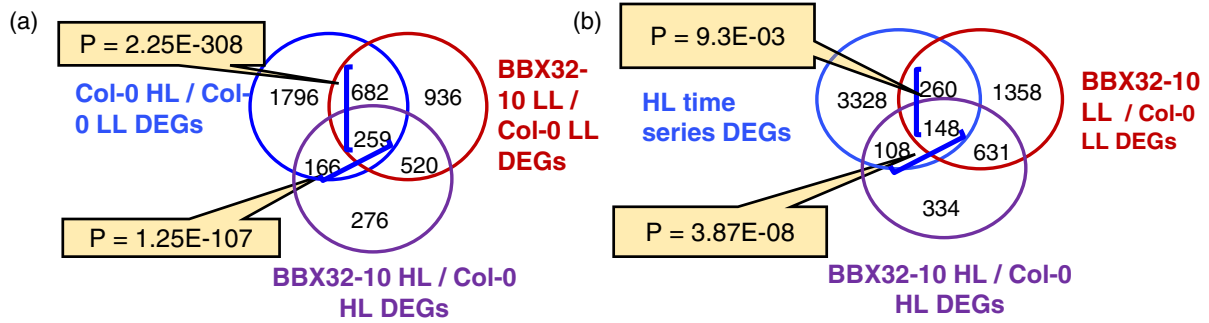 (a)
P = 2.25E-308
Col-0 HL / Col-
0 LL DEGs
1796
682
936
BBX32-
10 LL /
Col-0 LL
DEGs
259
166
520
276
P = 1.25E-107
BBX32-10 HL / Col-0
HL DEGs
(b)
P = 9.3E-03
HL time
series DEGs
3328
260
1358
BBX32-10
LL / Col-0
LL DEGs
148
108
631
334
P = 3.87E-08
BBX32-10 HL / Col-0
HL DEGs